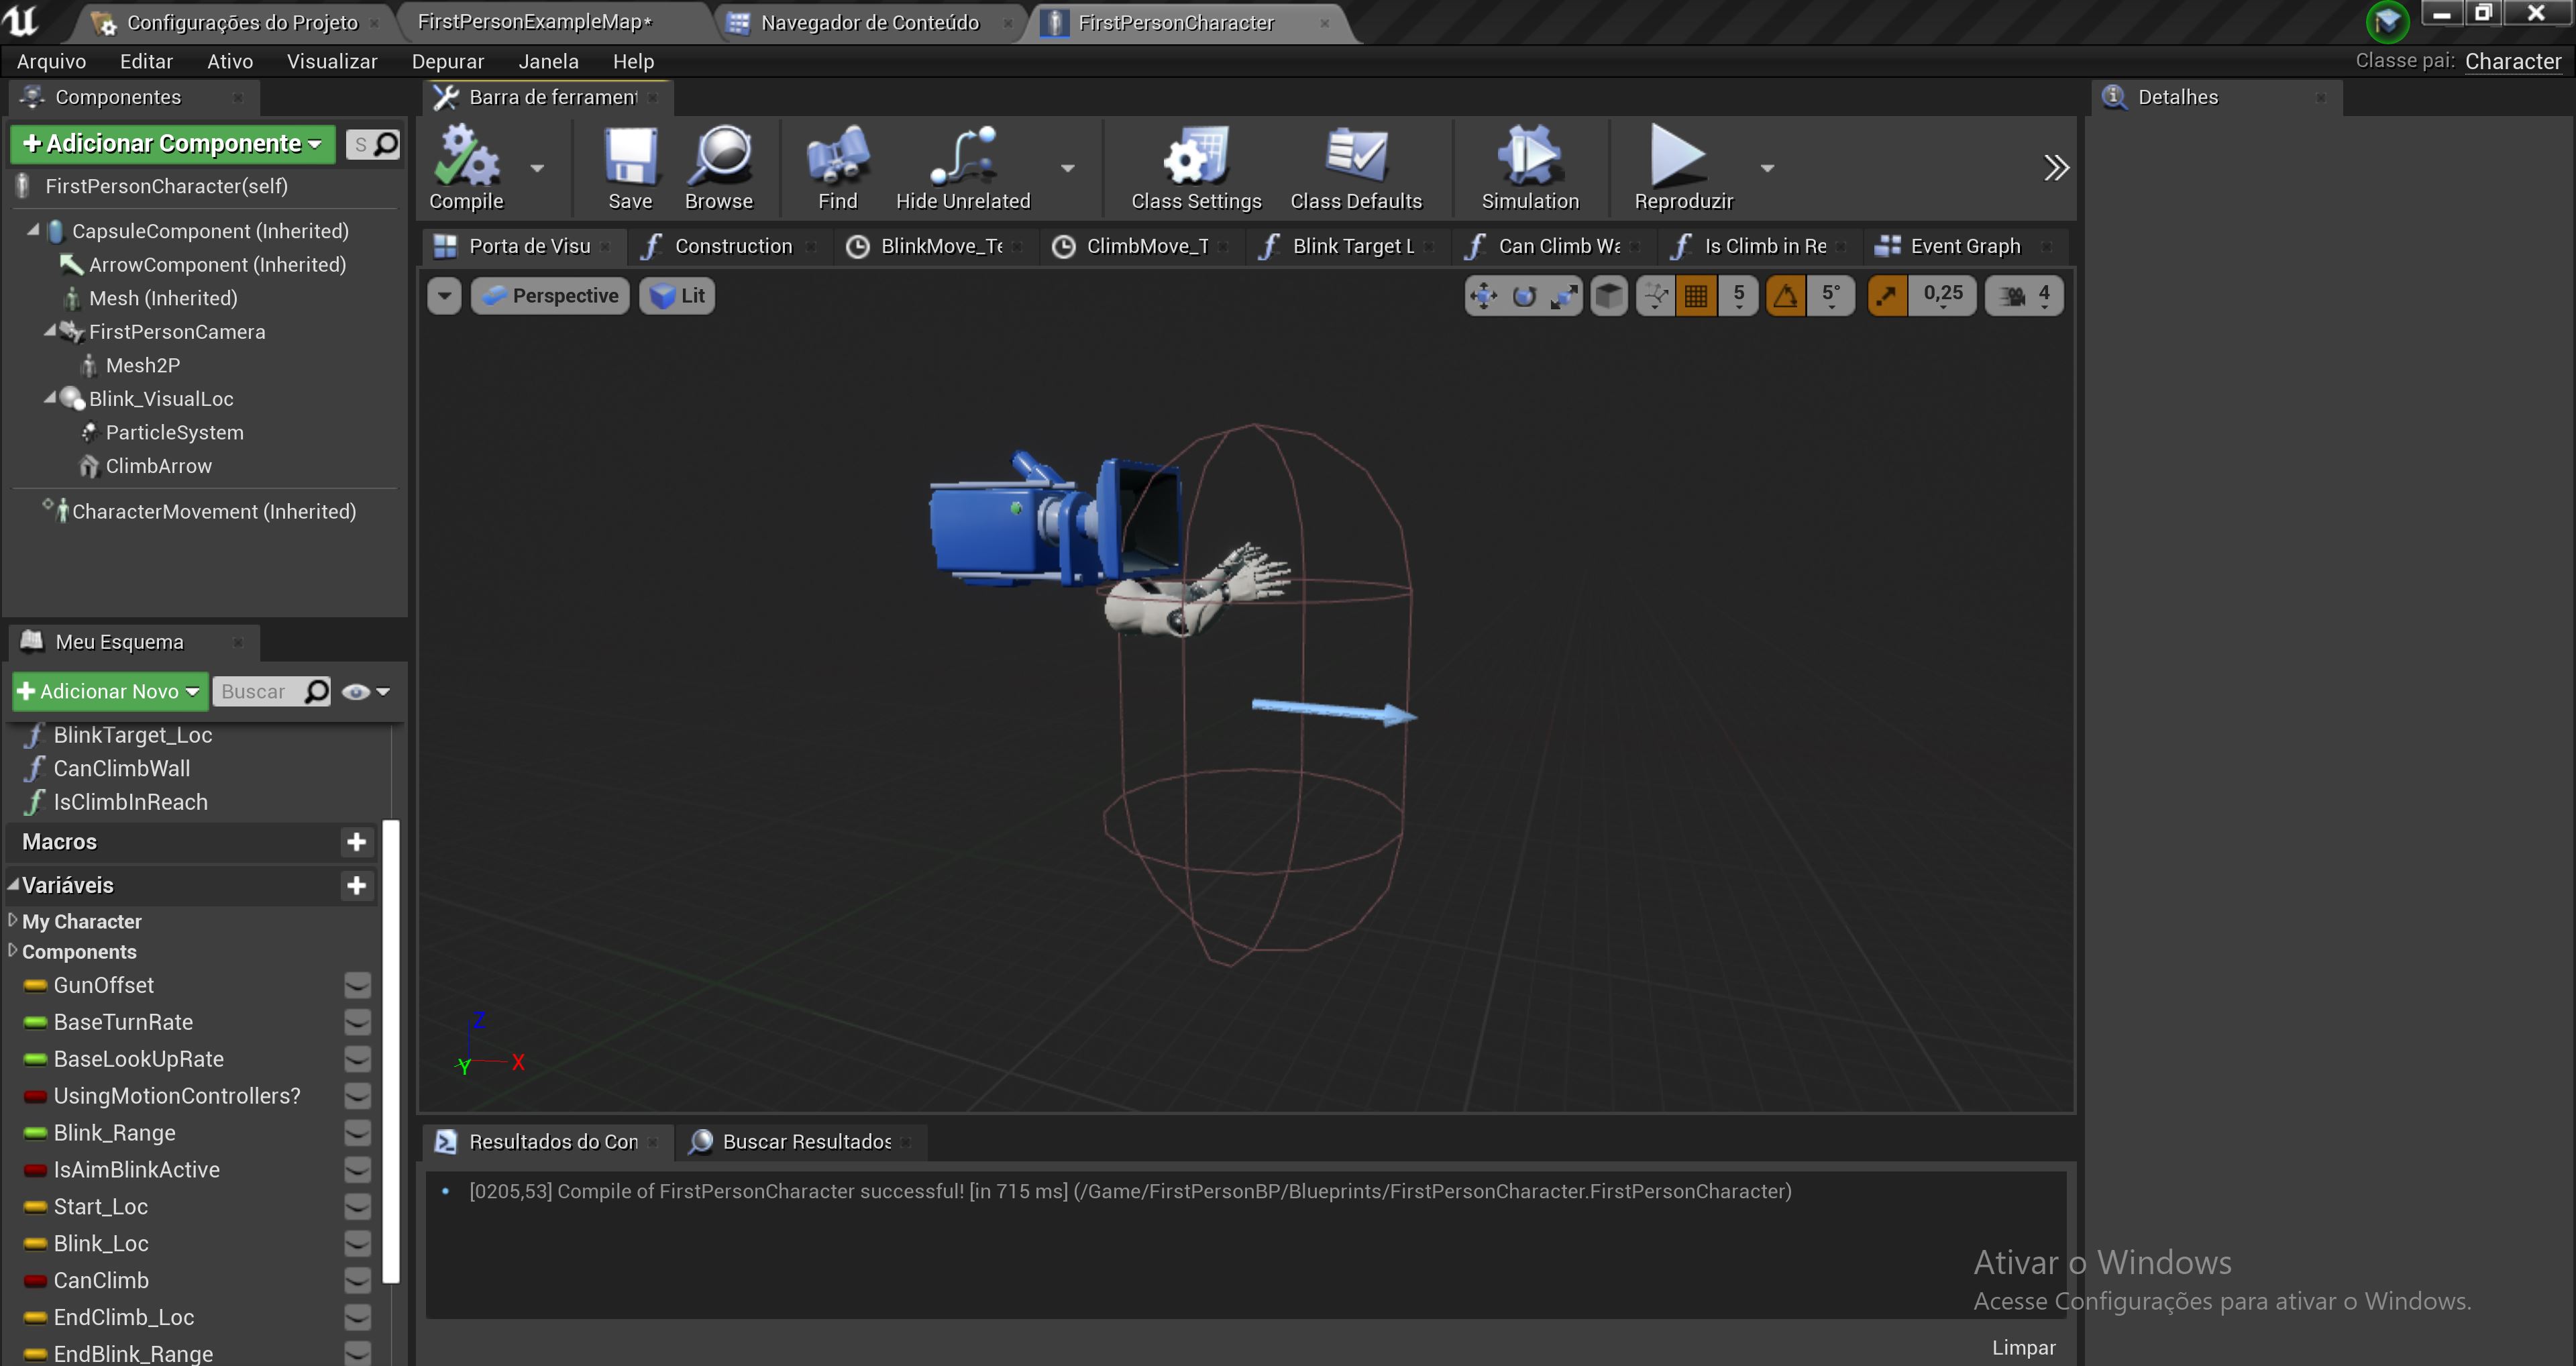 Configurações do Projeto
FirstPersonExampleMap*
Navegador de Conteúdo
FirstPersonCharacter
Arquivo Editar Ativo Visualizar Depurar Janela Help
Classe pai: Character
Componentes
+Adicionar Componente
S
FirstPersonCharacter(self)
CapsuleComponent (Inherited)
ArrowComponent (Inherited)
Mesh (Inherited)
FirstPersonCamera
Mesh2P
Blink_VisualLoc
ParticleSystem
ClimbArrow
CharacterMovement (Inherited)
Meu Esquema
+ Adicionar Novo
Buscar
BlinkTarget_Loc
CanClimbWall
IsClimbInReach
Macros
Variáveis
My Character
Components
GunOffset
BaseTurnRate
BaseLookUpRate
UsingMotionControllers?
Blink_Range
IsAimBlinkActive
Start_Loc
Blink_Loc
CanClimb
EndClimb_Loc
EndBlink_Range
Barra de ferrament
Compile
Save
Browse
Find
Hide Unrelated
Class Settings
Class Defaults
Simulation
Reproduzir
Porta de Visu
Construction
BlinkMove_Te
ClimbMove_T
Blink Target L
Can Climb Wa
Is Climb in Re
Event Graph
Perspective
Lit
5
5°
0,25
4
Z
Y
X
Resultados do Con
Buscar Resultados
[0205,53] Compile of FirstPersonCharacter successful! [in 715 ms] (/Game/FirstPersonBP/Blueprints/FirstPersonCharacter.FirstPersonCharacter)
Limpar
Detalhes
Ativar o Windows
Acesse Configurações para ativar o Windows.